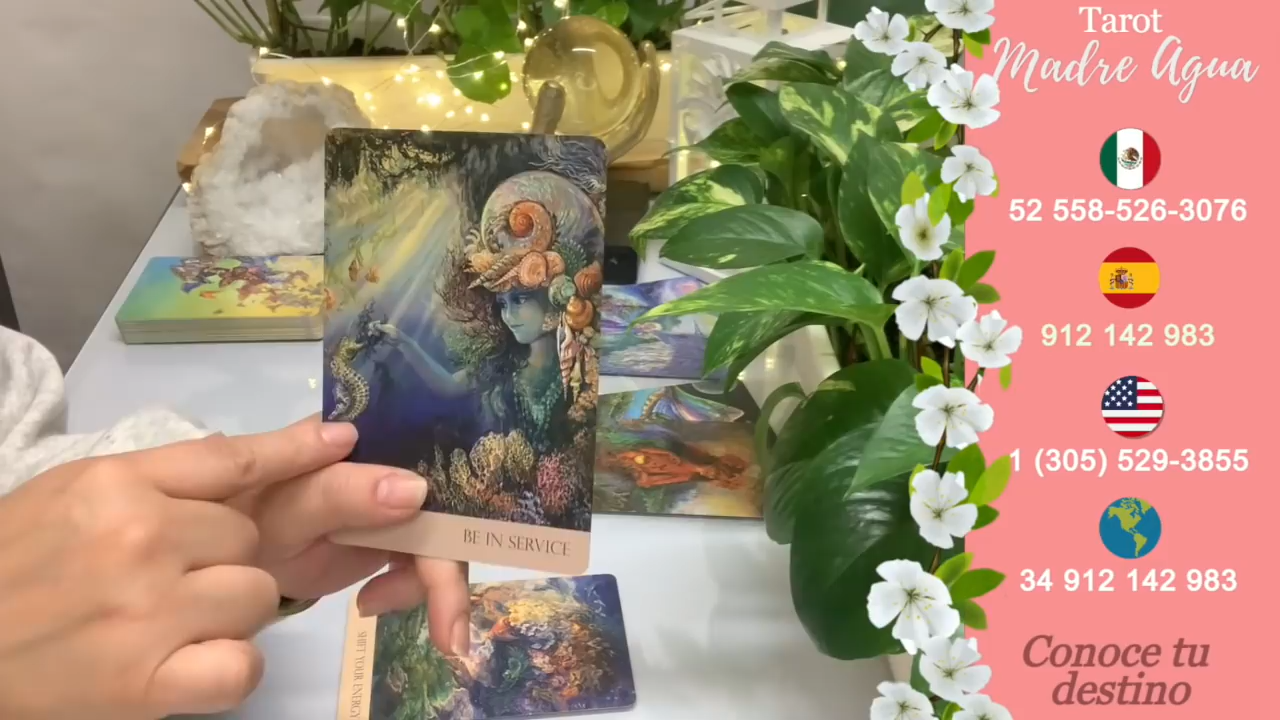 BE IN SERVICE
SHIFT YOUR ENERGY
Tarot
Madre Agua
52 558-526-3076
912 142 983
1 (305) 529-3855
34 912 142 983
Conoce tu
destino